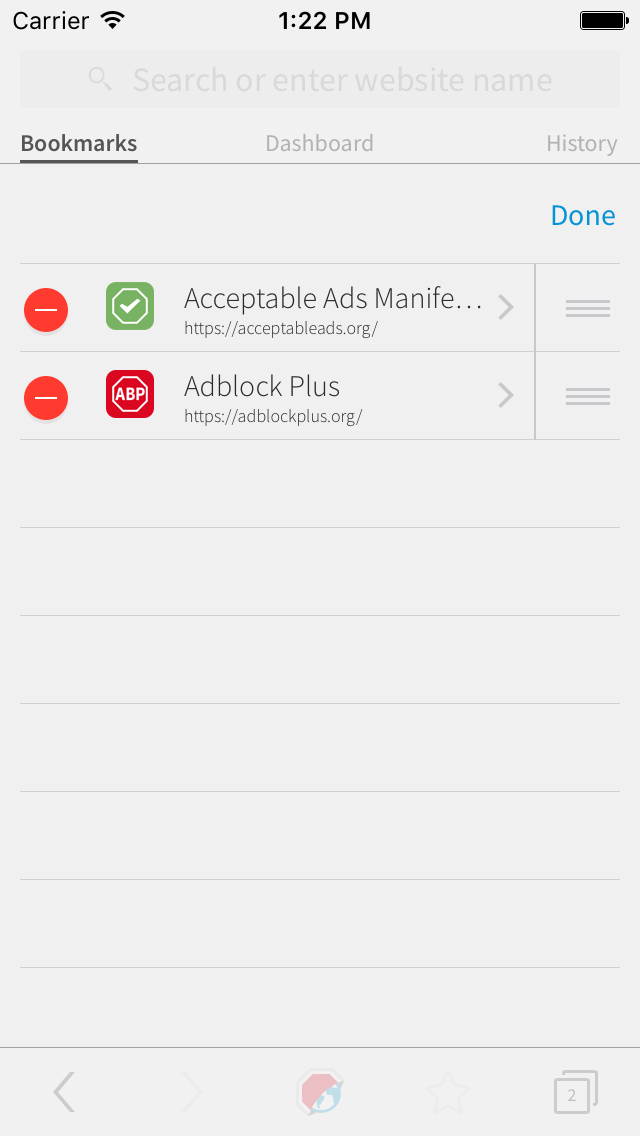 Carrier 1:22 PM
Search or enter website name
Bookmarks Dashboard History
Done
Acceptable Ads Manife...
https://acceptableads.org/
ABP
Adblock Plus
https://adblockplus.org/
2